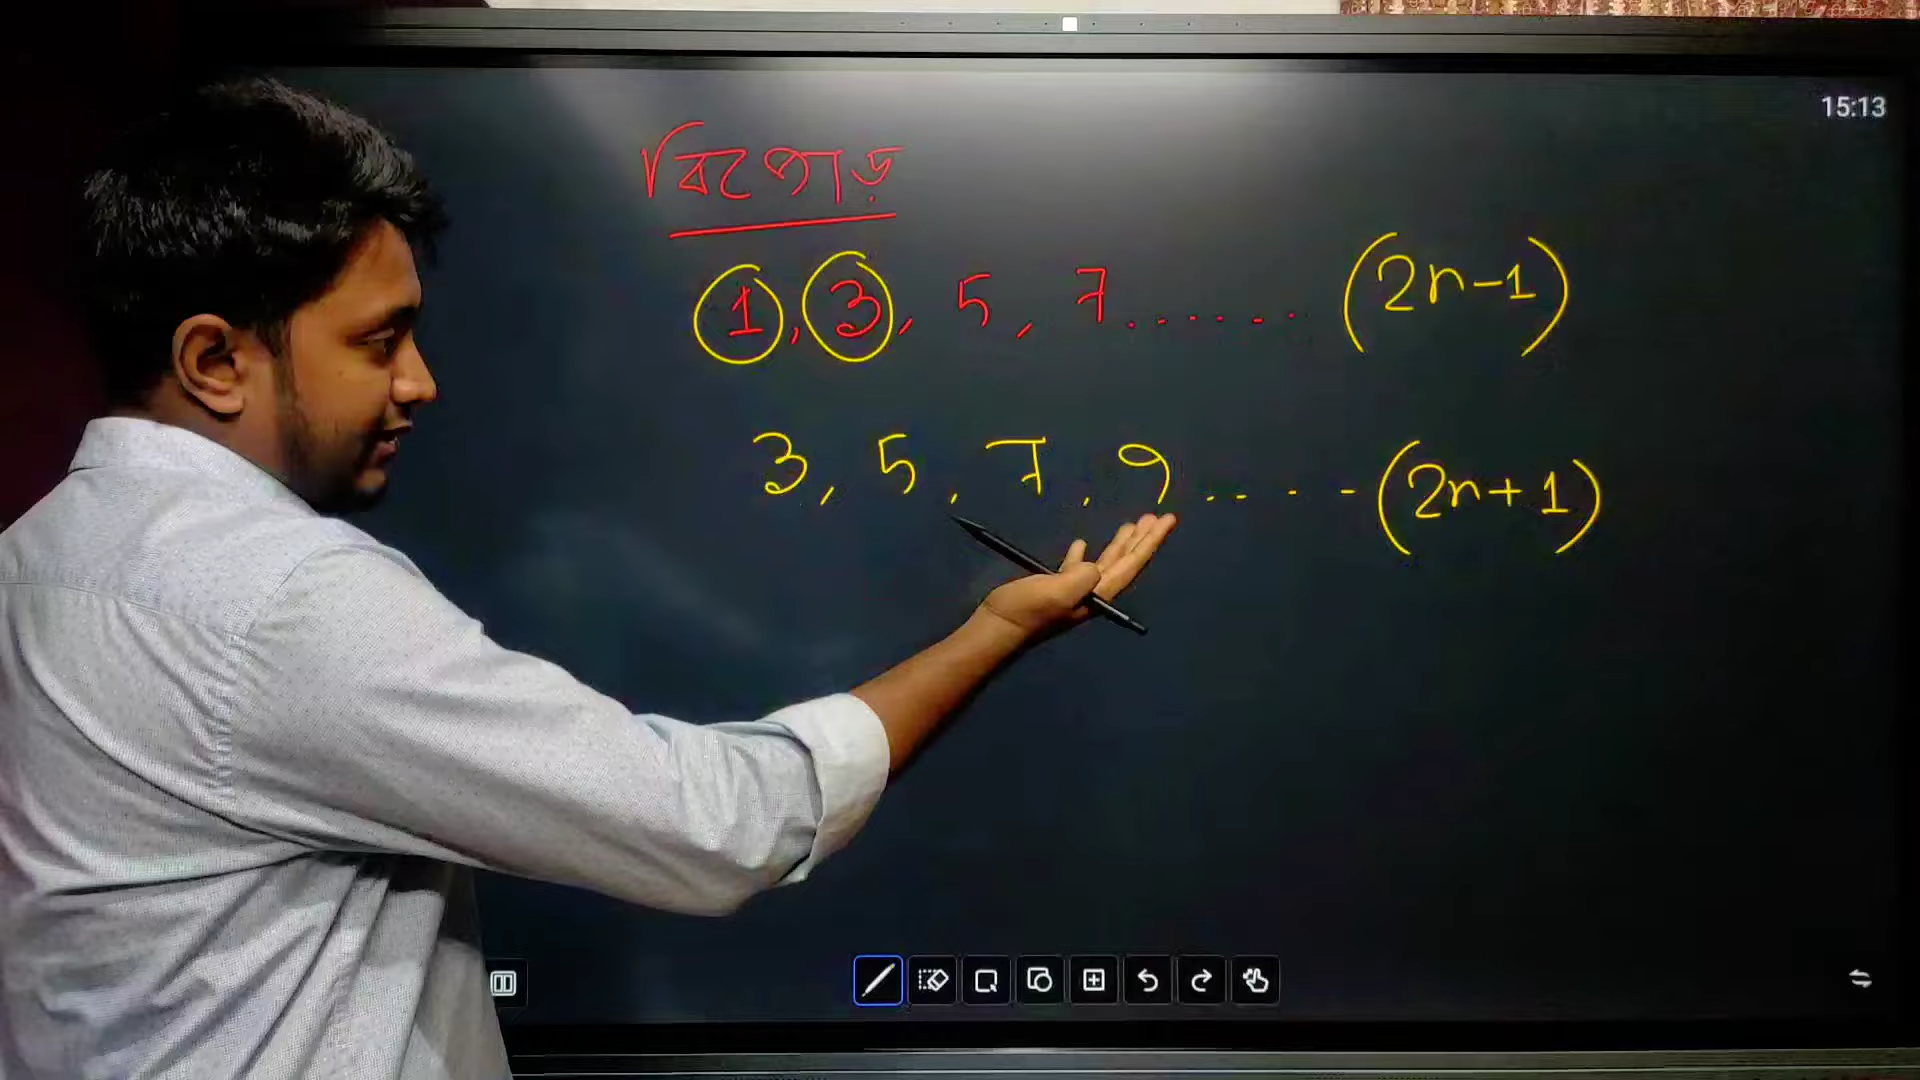 15:13
বিজোড়
1, 3, 5, 7....... (2n-1)
3, 5, 7, 9..... (2n+1)